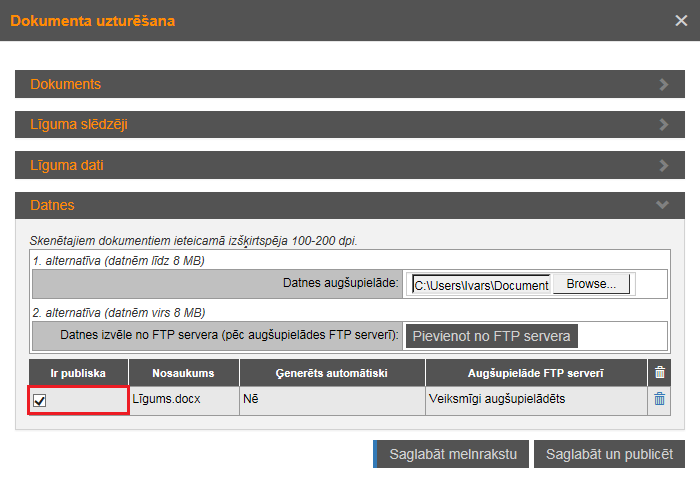 Dokumenta uzturēšana
Dokuments
Līguma slēdzēji
Līguma dati
Datnes
Skenētajiem dokumentiem ieteicamā izšķirtspēja 100-200 dpi.
1. alternatīva (datnēm līdz 8 MB)
Datnes augšupielāde: C:\Users\Ivars\Document Browse...
2. alternatīva (datnēm virs 8 MB)
Datnes izvēle no FTP servera (pēc augšupielādes FTP serverī): Pievienot no FTP servera
Ir publiska Nosaukums Ģenerēts automātiski Augšupielāde FTP serverī
Līgums.docx Nē Veiksmīgi augšupielādēts
Saglabāt melnrakstu Saglabāt un publicēt